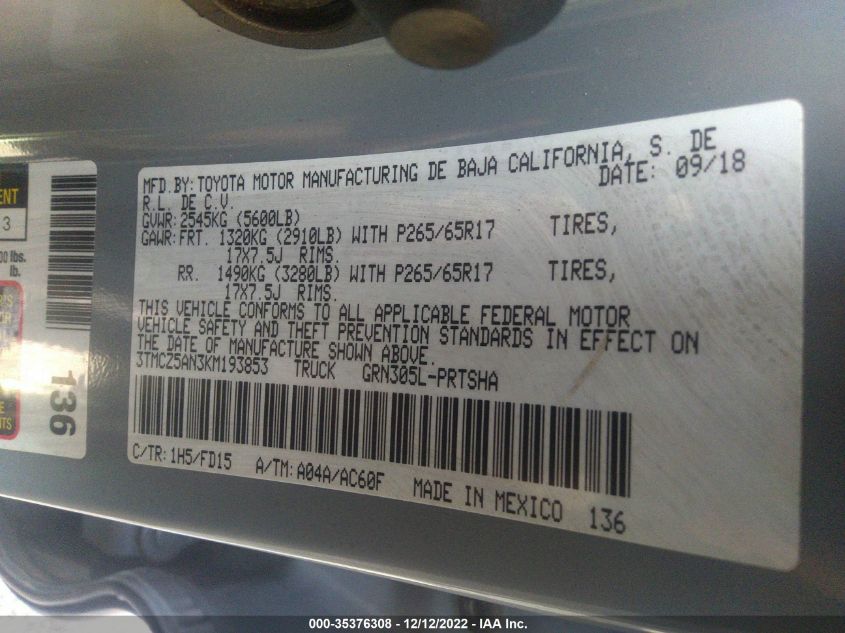 MFD.BY:TOYOTA MOTOR MANUFACTURING DE BAJA CALIFORNIA, S. DE
R.L. DE C.V. DATE: 09/18
GVWR:2545KG (5600LB)
GAWR:FRT. 1320KG (2910LB) WITH P265/65R17 TIRES,
17X7.5J RIMS.
RR. 1490KG (3280LB) WITH P265/65R17 TIRES,
17X7.5J RIMS.
THIS VEHICLE CONFORMS TO ALL APPLICABLE FEDERAL MOTOR
VEHICLE SAFETY AND THEFT PREVENTION STANDARDS IN EFFECT ON
THE DATE OF MANUFACTURE SHOWN ABOVE.
3TMCZ5AN3KM193853 TRUCK GRN305L-PRTSHA
C/TR:1H5/FD15 A/TM:A04A/AC60F MADE IN MEXICO 136
ENT
3
00 lbs.
lb.
136
000-35376308 - 12/12/2022 - IAA Inc.